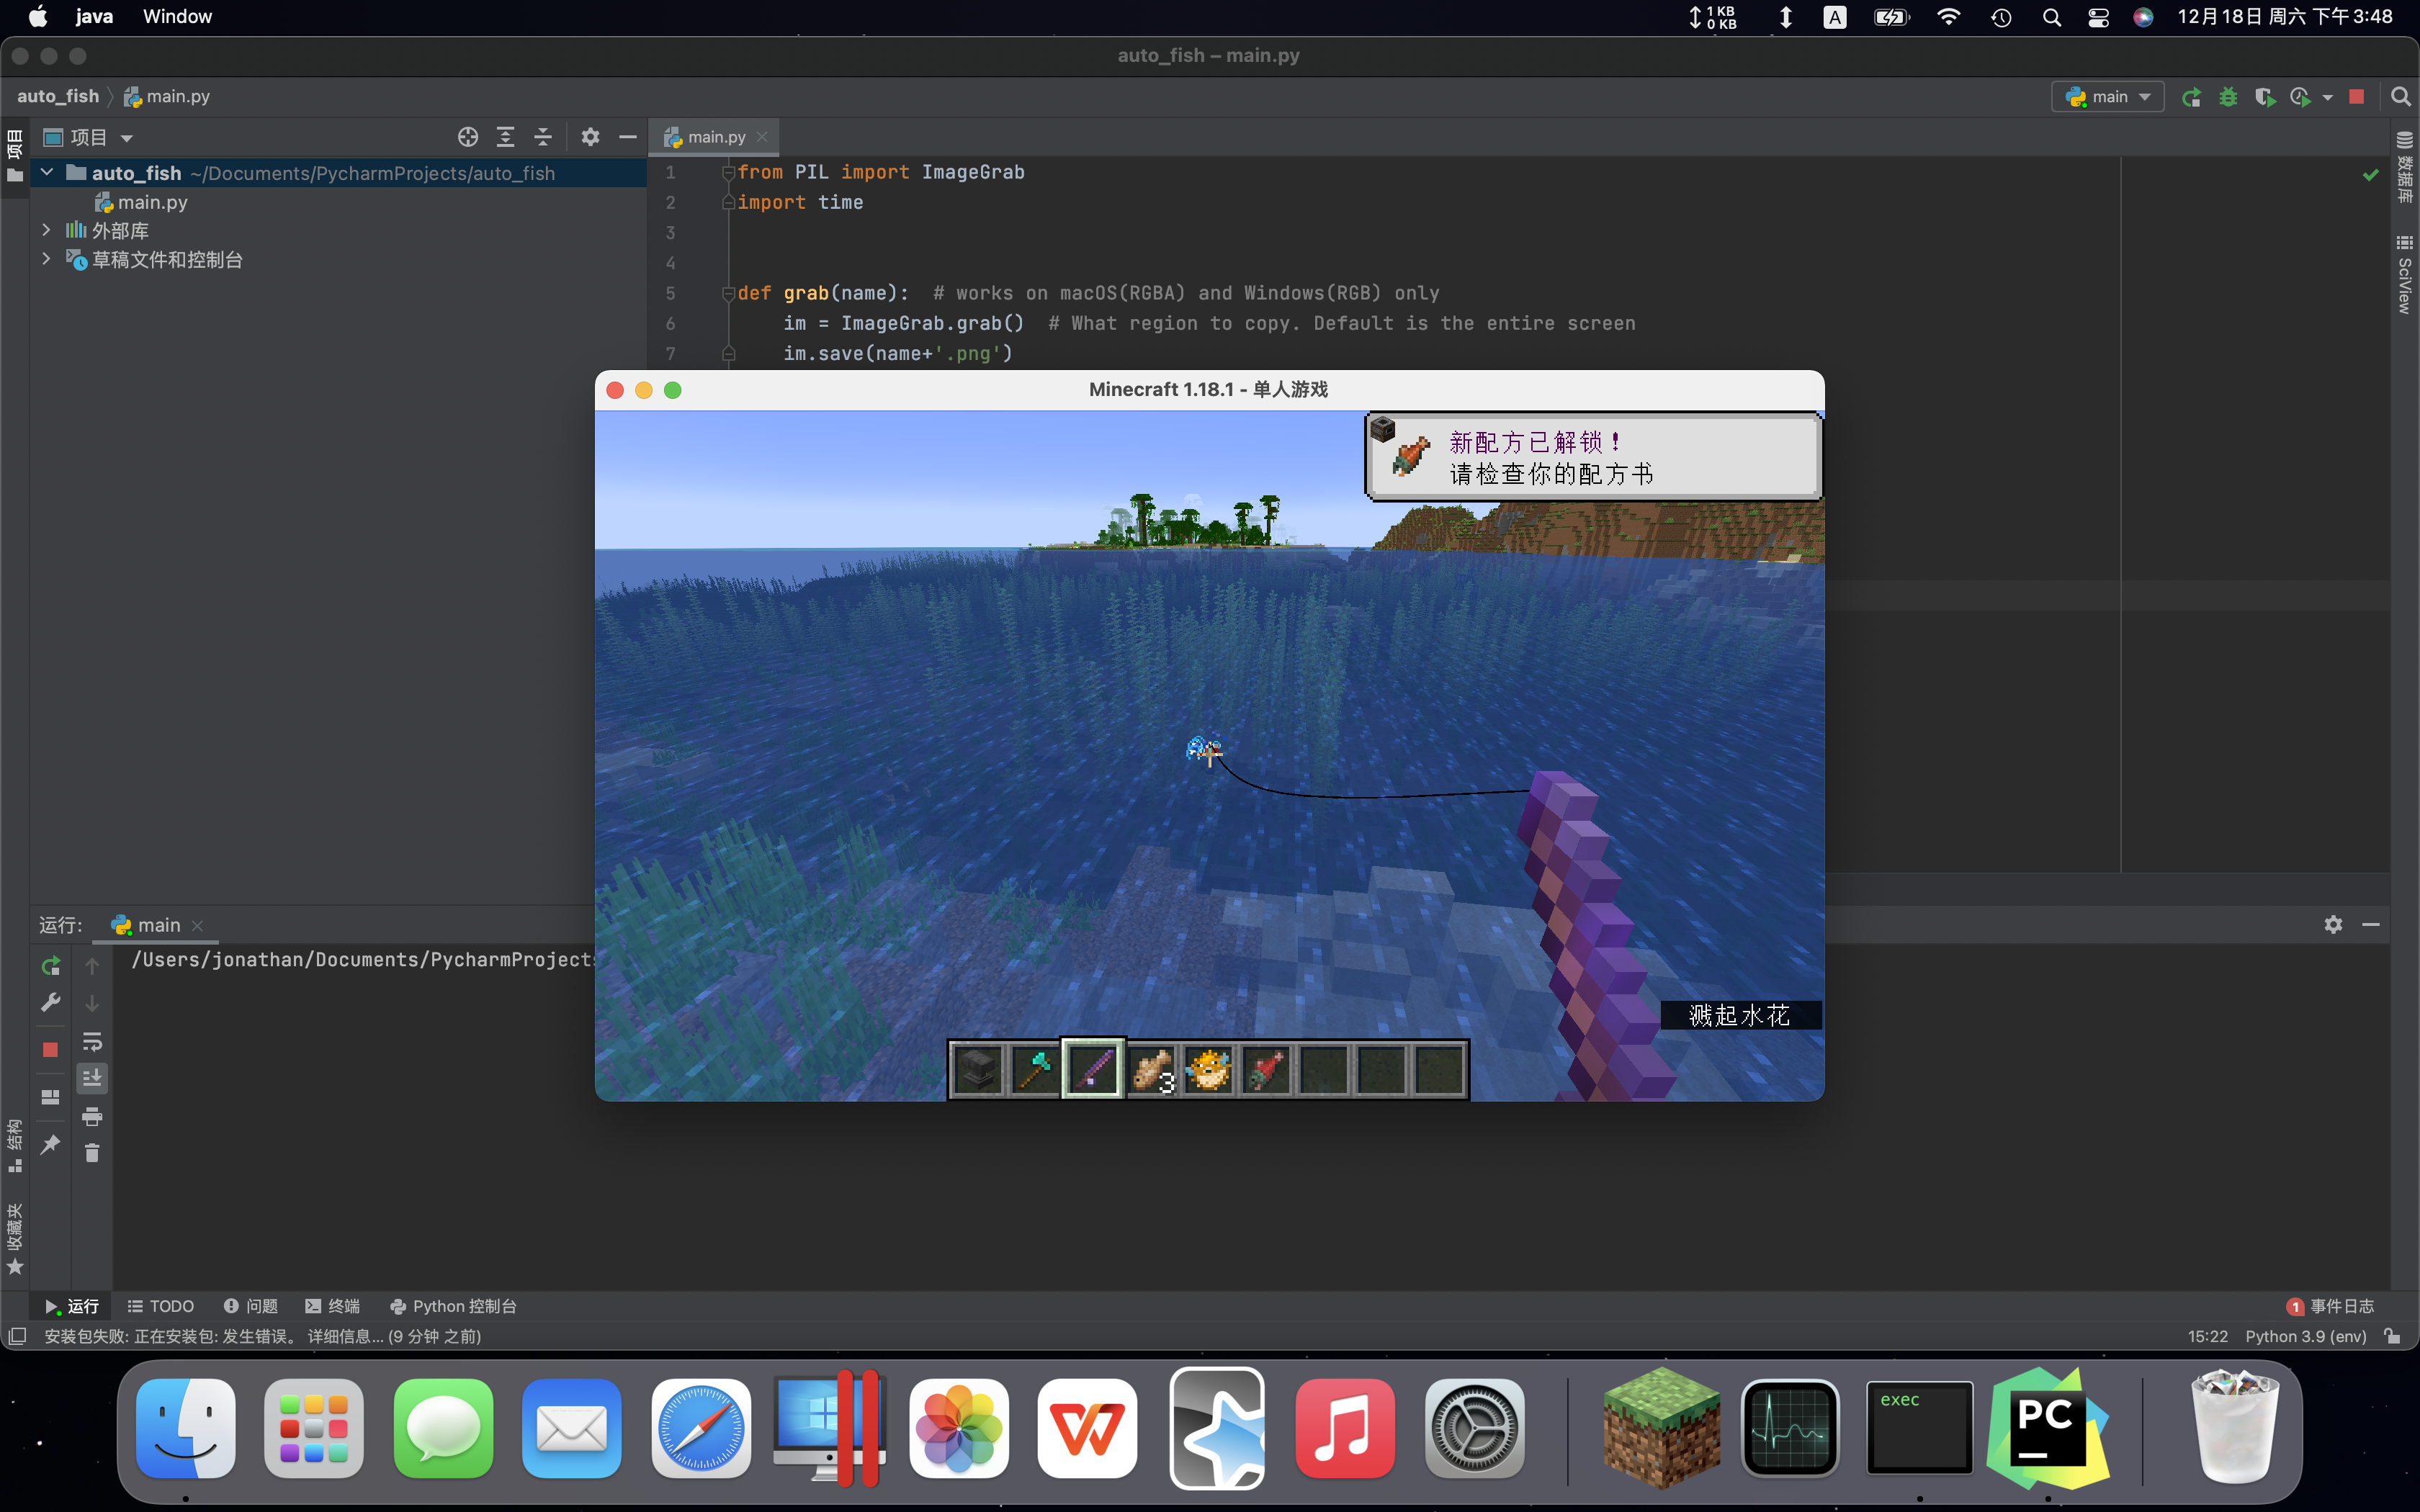 java Window
1 KB
0 KB
A
12月18日 周六 下午3:48
auto_fish – main.py
auto_fish main.py
main
项目
项目
main.py
auto_fish ~/Documents/PycharmProjects/auto_fish
main.py
外部库
草稿文件和控制台
1 from PIL import ImageGrab
2 import time
3
4
5 def grab(name): # works on macOS(RGBA) and Windows(RGB) only
6 im = ImageGrab.grab() # What region to copy. Default is the entire screen
7 im.save(name+'.png')
数据库
SciView
Minecraft 1.18.1 - 单人游戏
新配方已解锁！
请检查你的配方书
溅起水花
3
运行: main
/Users/jonathan/Documents/PycharmProjects
结构
收藏夹
运行 TODO 问题 终端 Python 控制台
1 事件日志
安装包失败: 正在安装包: 发生错误。 详细信息... (9 分钟 之前)
15:22 Python 3.9 (env)
exec
PC